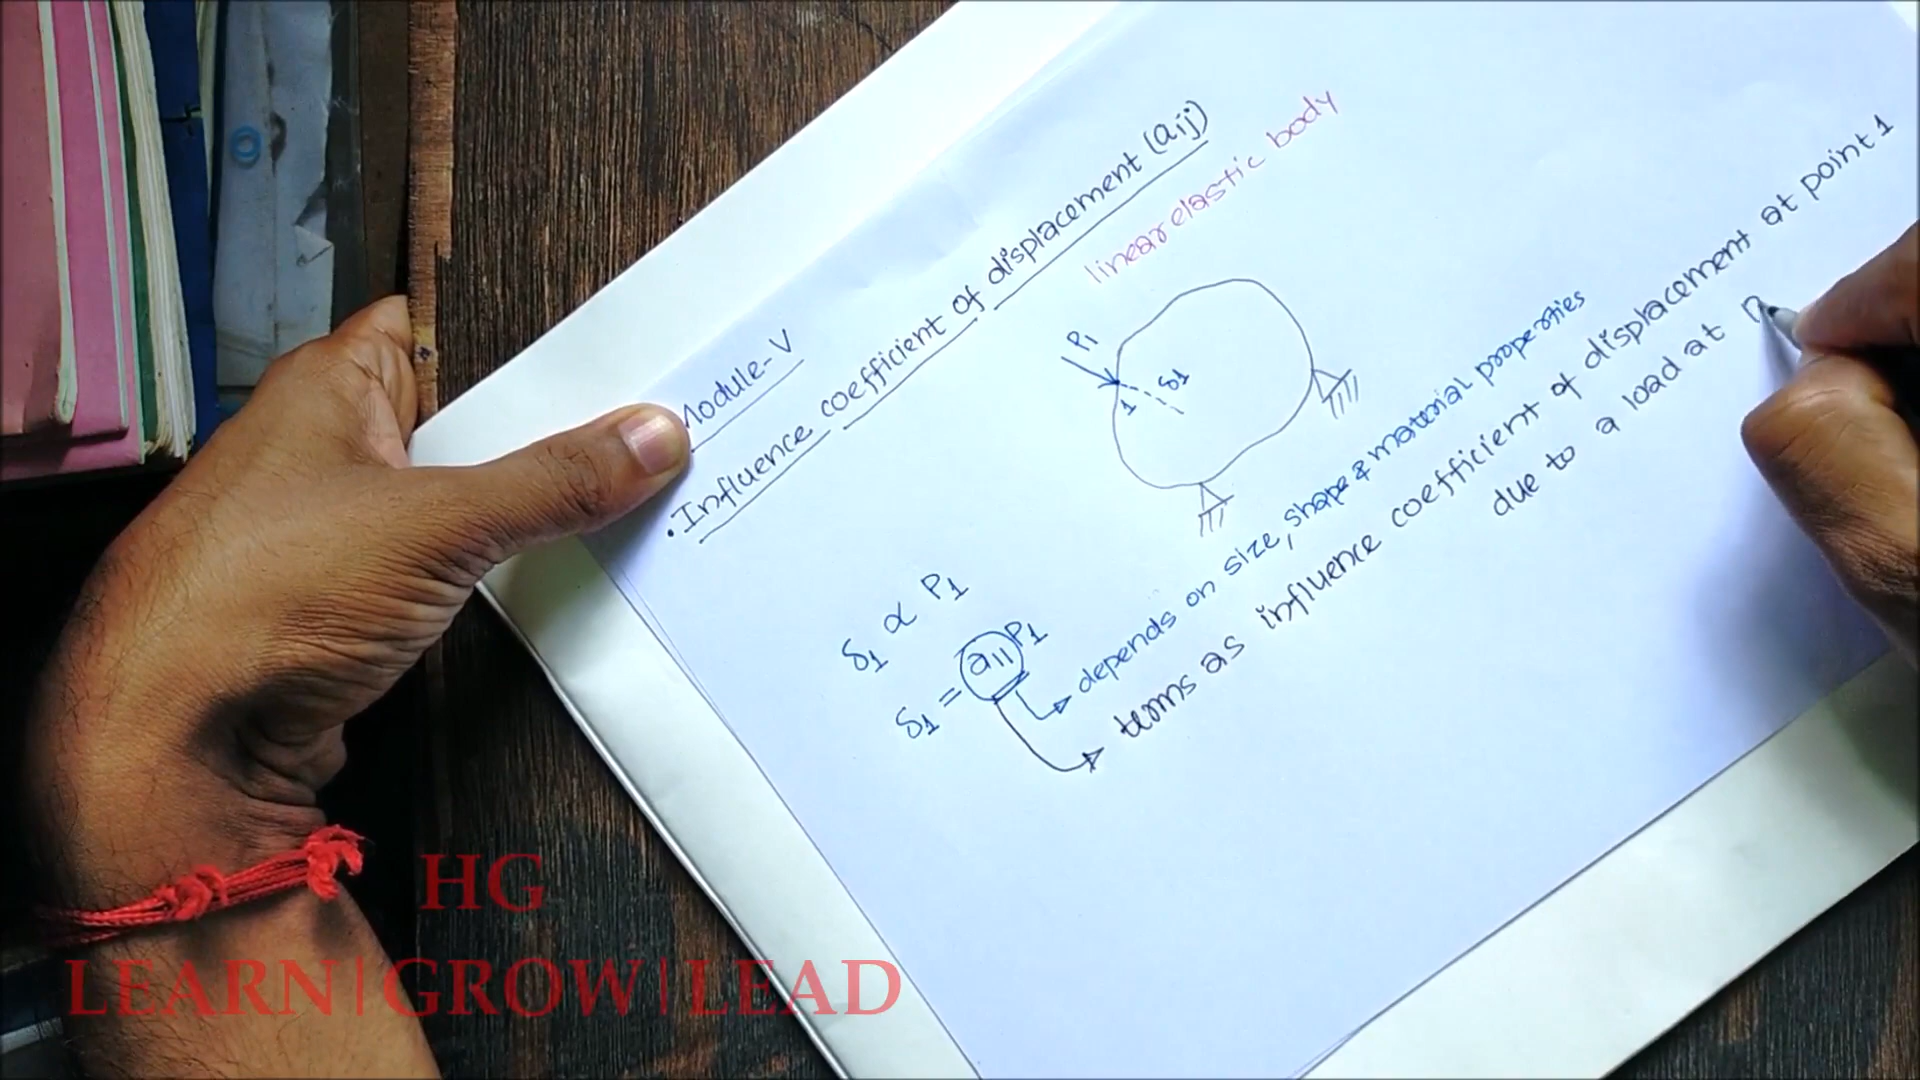 Module-V
• Influence coefficient of displacement (aij)
linear elastic body
P1
1
δ1
δ1 ∝ P1
δ1 = a11 P1
depends on size, shape & material properties
terms as influence coefficient of displacement at point 1
due to a load at
HG
LEARN|GROW|LEAD